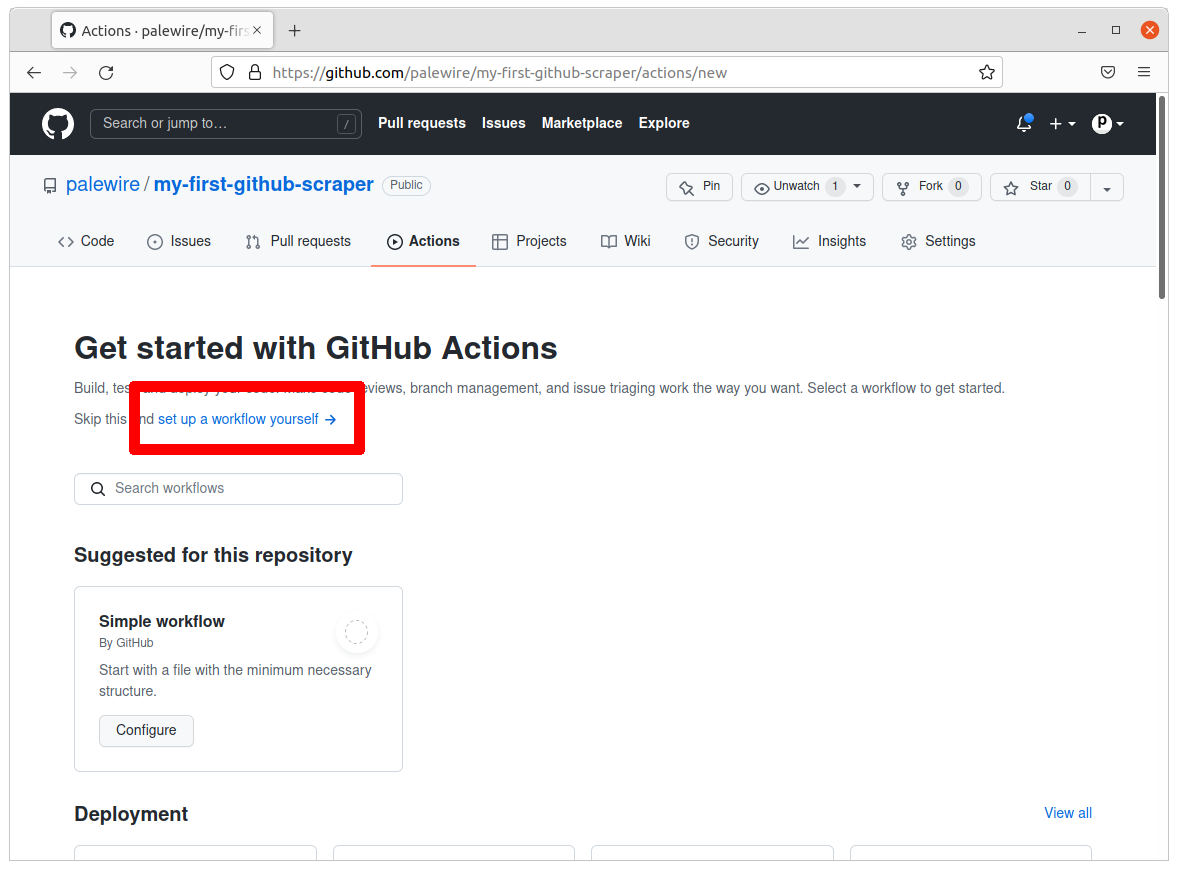 Actions · palewire/my-firs
https://github.com/palewire/my-first-github-scraper/actions/new
Search or jump to… / Pull requests Issues Marketplace Explore
palewire / my-first-github-scraper Public Pin Unwatch 1 Fork 0 Star 0
Code Issues Pull requests Actions Projects Wiki Security Insights Settings
Get started with GitHub Actions
Build, tes views, branch management, and issue triaging work the way you want. Select a workflow to get started.
Skip this nd set up a workflow yourself →
Search workflows
Suggested for this repository
Simple workflow
By GitHub
Start with a file with the minimum necessary
structure.
Configure
Deployment View all